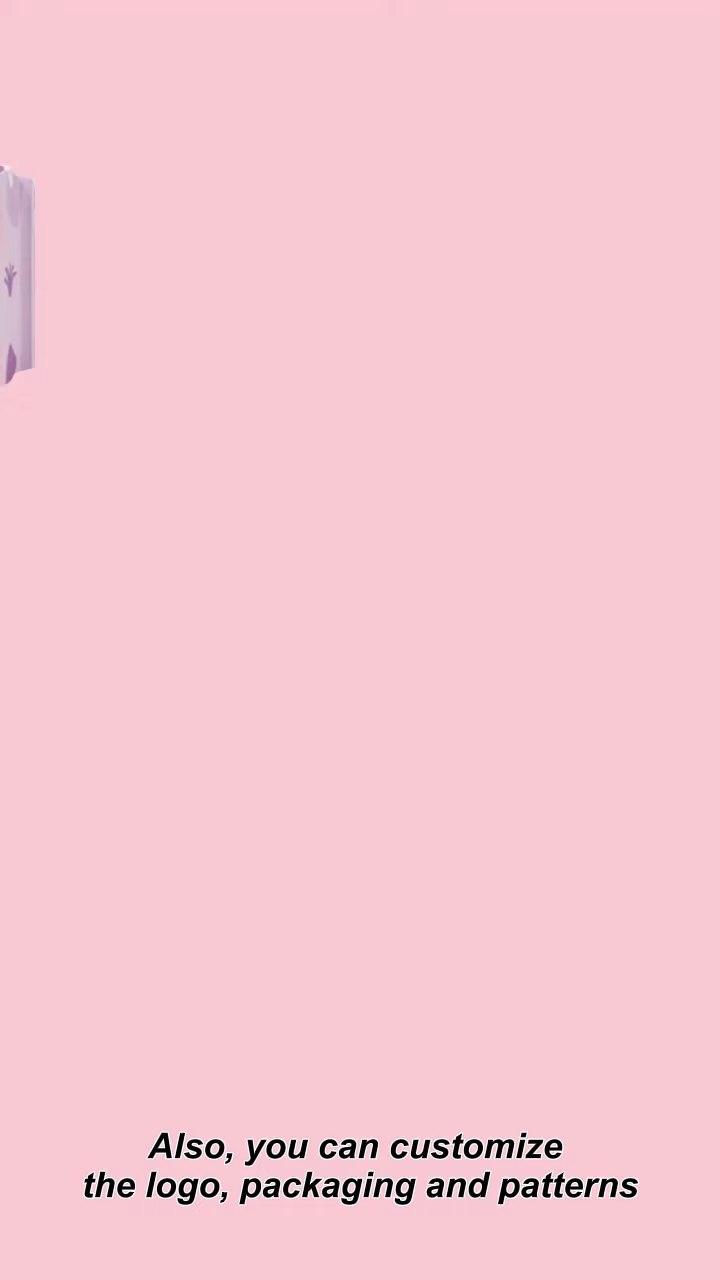 Also, you can customize
the logo, packaging and patterns